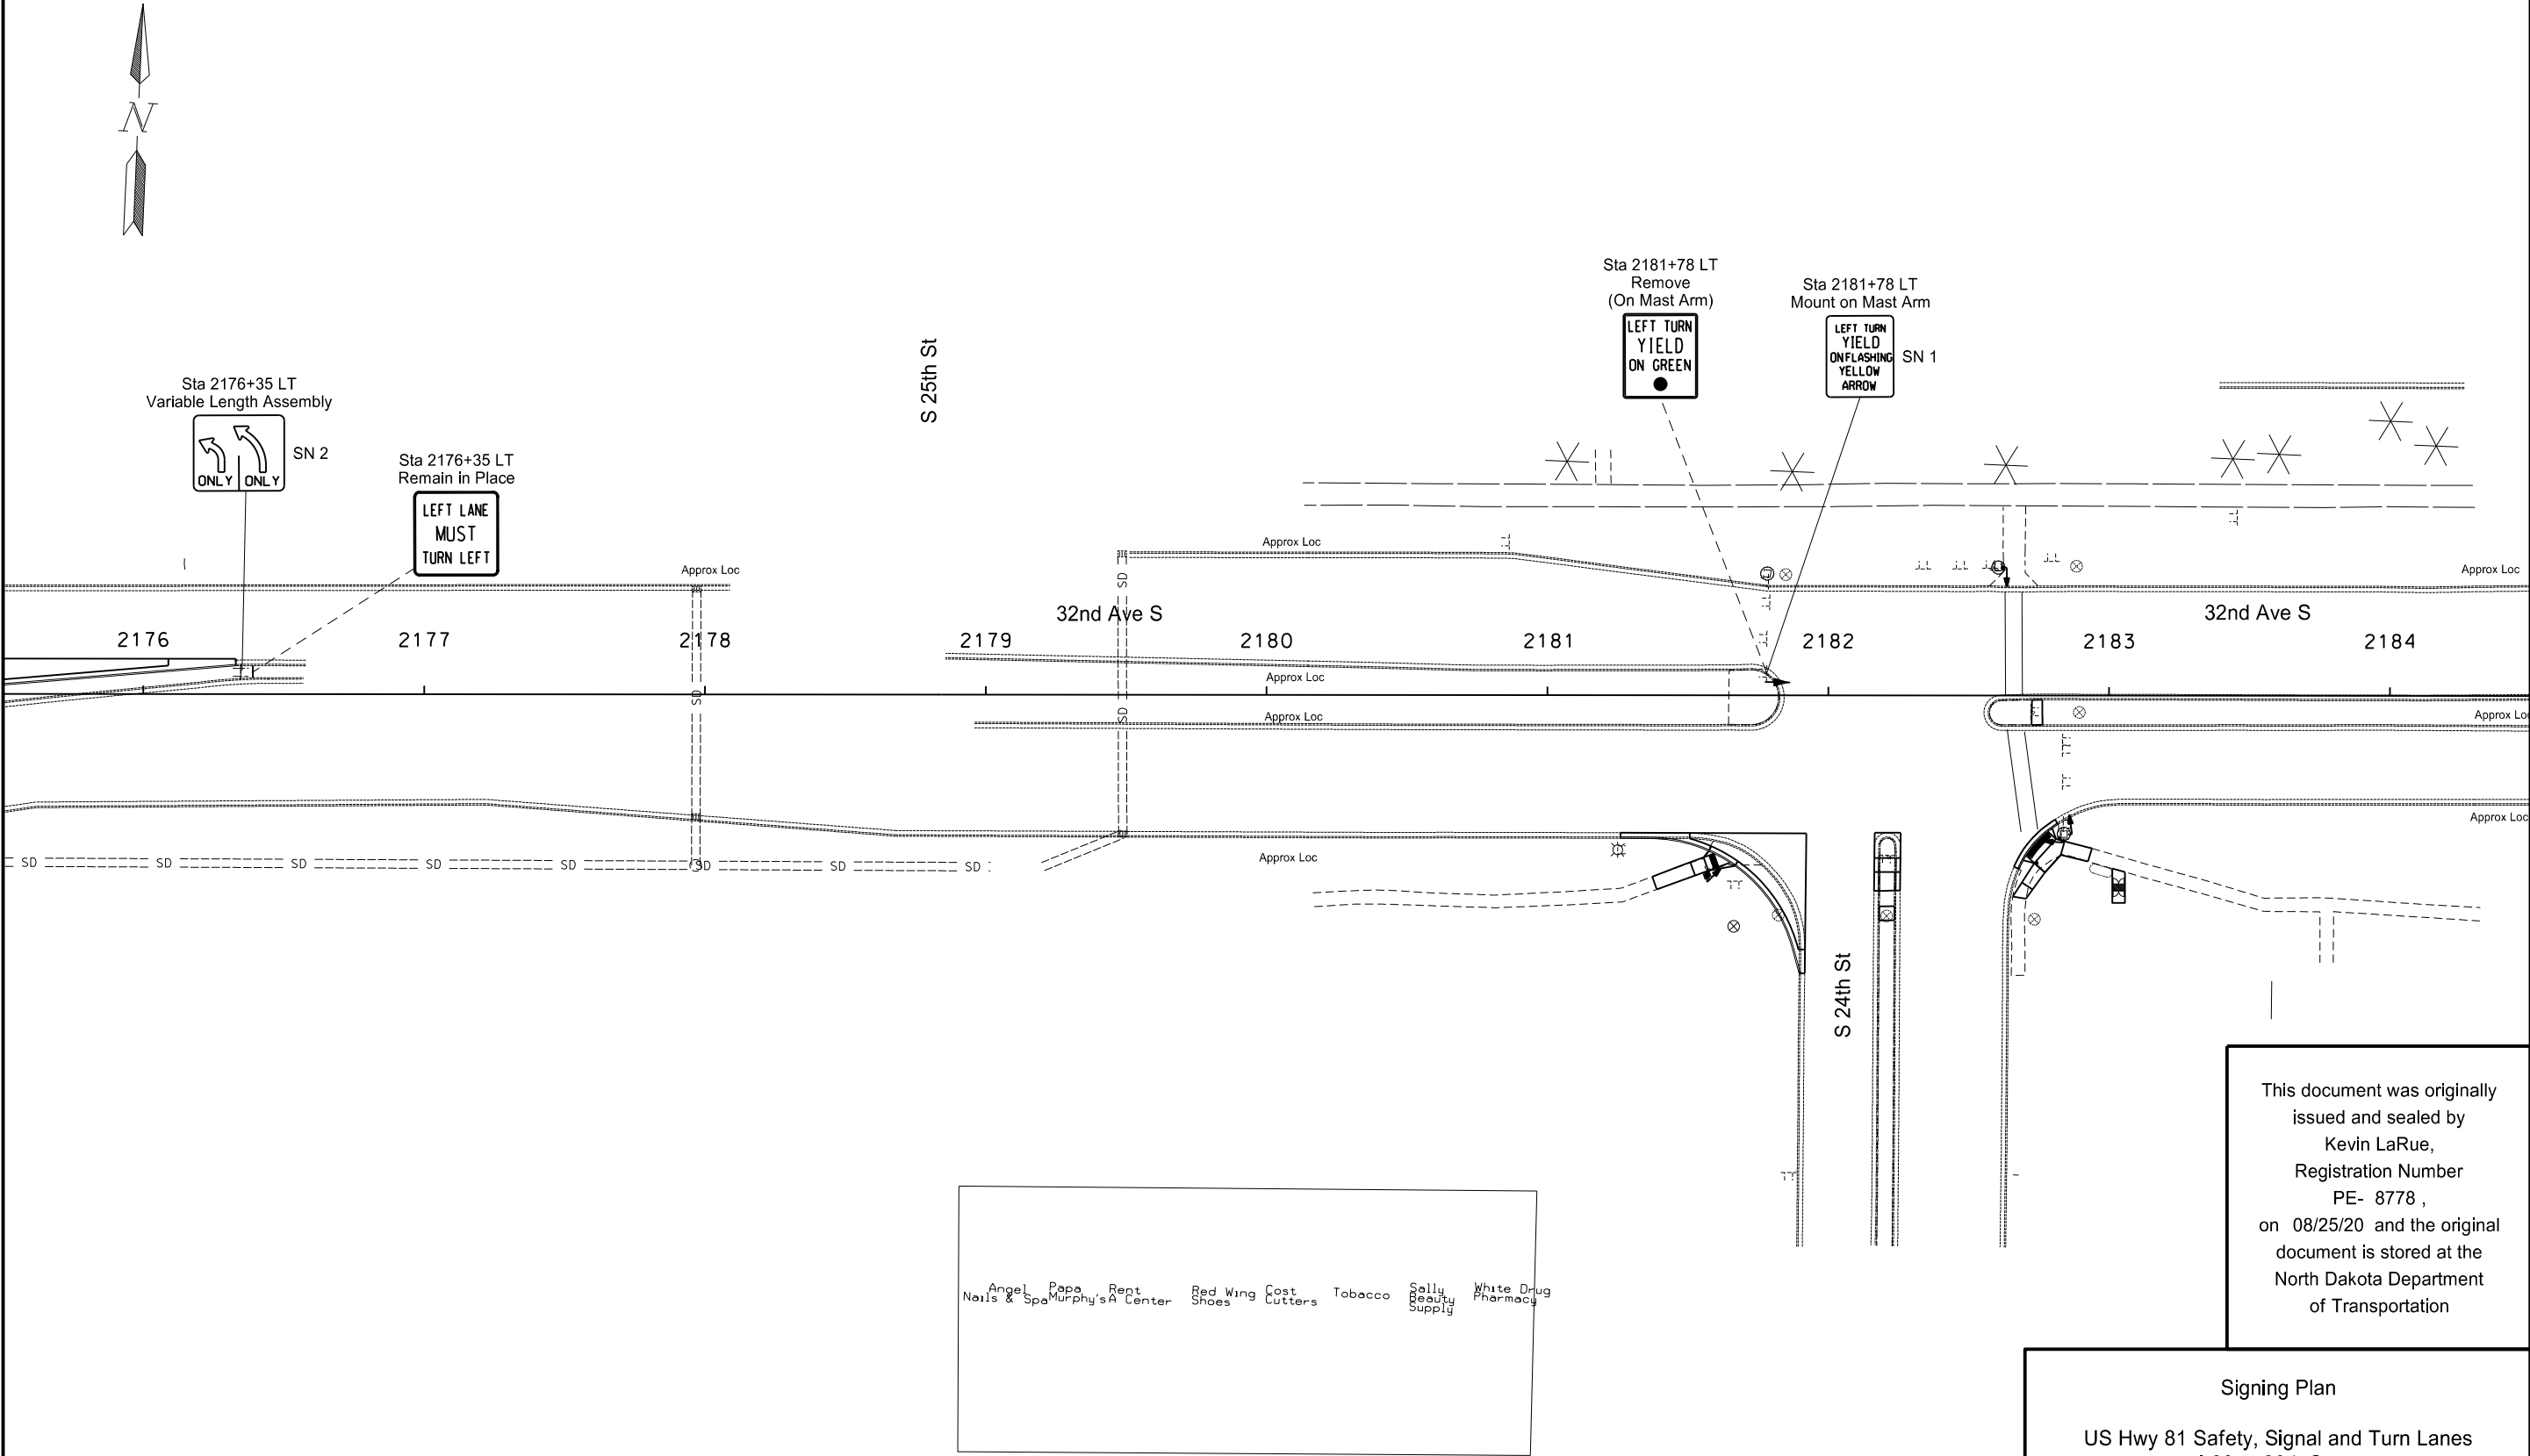 N
Sta 2181+78 LT
Remove
(On Mast Arm)
LEFT TURN
YIELD
ON GREEN
Sta 2181+78 LT
Mount on Mast Arm
LEFT TURN
YIELD
ON FLASHING
YELLOW
ARROW
SN 1
S 25th St
Sta 2176+35 LT
Variable Length Assembly
ONLY ONLY
SN 2
Sta 2176+35 LT
Remain in Place
LEFT LANE
MUST
TURN LEFT
Approx Loc
Approx Loc
Approx Loc
SD
32nd Ave S
32nd Ave S
2176 2177 2178 2179 2180 2181 2182 2183 2184
Approx Loc
SD
SD
Approx Loc
Approx Lo
Approx Loc
Approx Loc
SD SD SD SD SD SD SD SD
S 24th St
Angel
Nails & Spa
Papa
Murphy's
Rent
A Center
Red Wing
Shoes
Cost
Cutters
Tobacco
Sally
Beauty
Supply
White Drug
Pharmacy
This document was originally
issued and sealed by
Kevin LaRue,
Registration Number
PE- 8778 ,
on 08/25/20 and the original
document is stored at the
North Dakota Department
of Transportation
Signing Plan
US Hwy 81 Safety, Signal and Turn Lanes